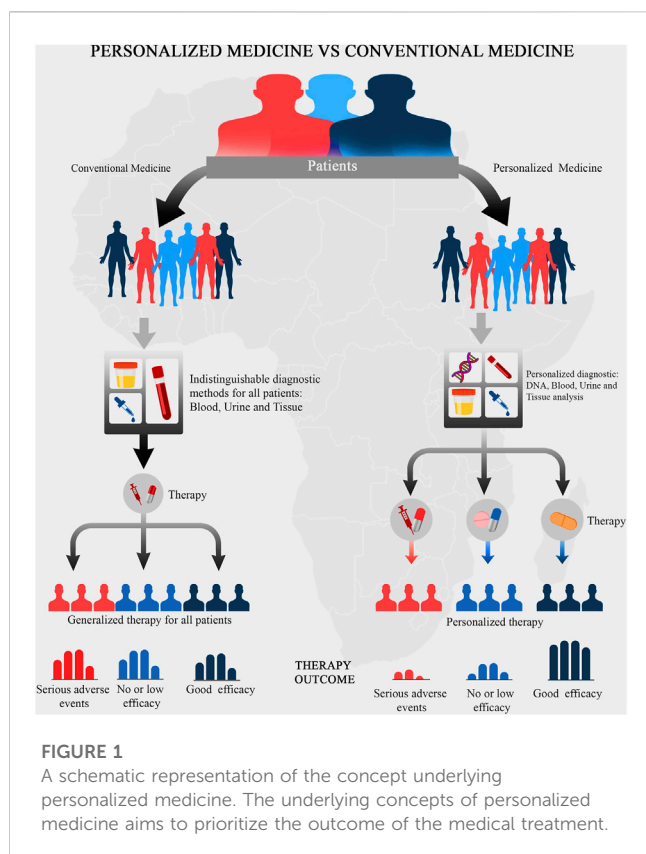 PERSONALIZED MEDICINE VS CONVENTIONAL MEDICINE
Conventional Medicine
Patients
Personalized Medicine
Indistinguishable diagnostic
methods for all patients:
Blood, Urine and Tissue
Personalized diagnostic:
DNA, Blood, Urine and
Tissue analysis
Therapy
Therapy
Generalized therapy for all patients
Personalized therapy
Serious adverse
events
No or low
efficacy
Good efficacy
THERAPY
OUTCOME
Serious adverse
events
No or low
efficacy
Good efficacy
FIGURE 1
A schematic representation of the concept underlying
personalized medicine. The underlying concepts of personalized
medicine aims to prioritize the outcome of the medical treatment.